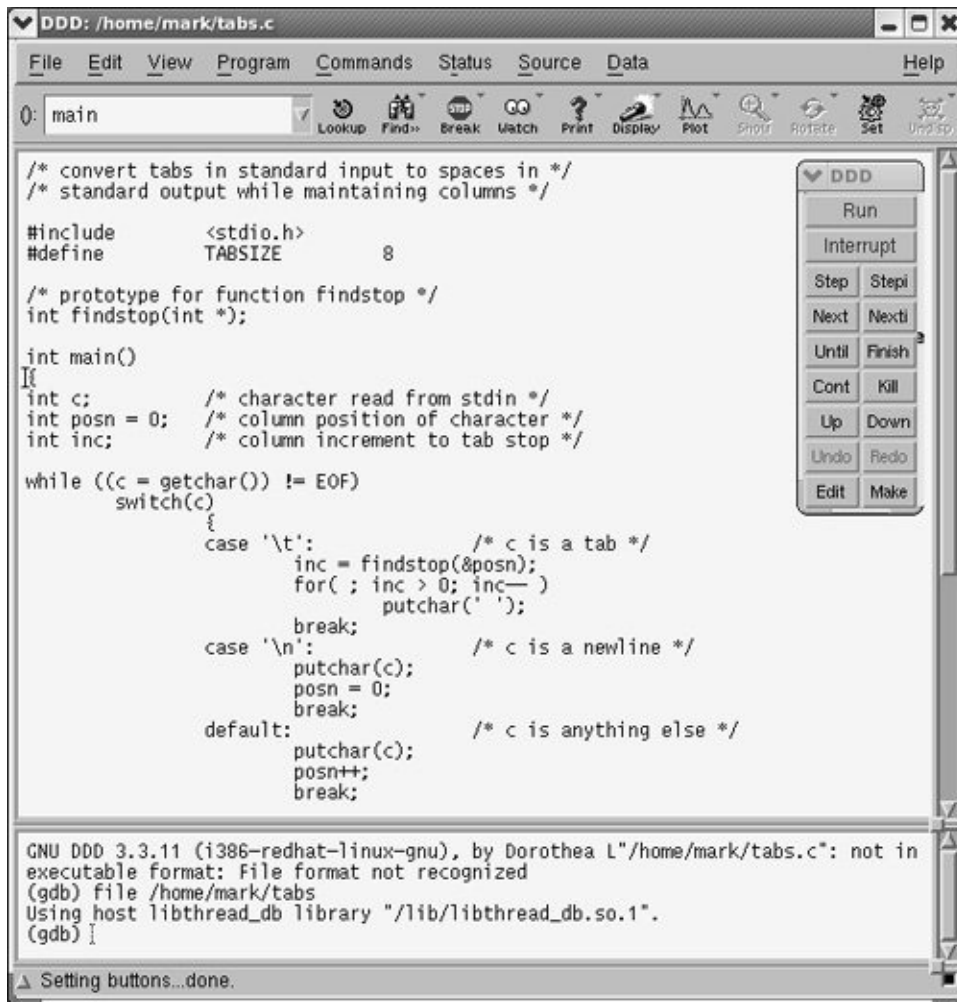 DDD: /home/mark/tabs.c
File Edit View Program Commands Status Source Data Help
(): main
Lookup Find» Break Watch Print Display Plot Rotate Set Undisp
/* convert tabs in standard input to spaces in */
/* standard output while maintaining columns */
#include <stdio.h>
#define TABSIZE 8
/* prototype for function findstop */
int findstop(int *);
int main()
{
int c; /* character read from stdin */
int posn = 0; /* column position of character */
int inc; /* column increment to tab stop */
while ((c = getchar()) != EOF)
switch(c)
{
case '\t': /* c is a tab */
inc = findstop(&posn);
for( ; inc > 0; inc-- )
putchar(' ');
break;
case '\n': /* c is a newline */
putchar(c);
posn = 0;
break;
default: /* c is anything else */
putchar(c);
posn++;
break;
DDD
Run
Interrupt
Step Stepi
Next Nexti
Until Finish
Cont Kill
Up Down
Undo Redo
Edit Make
GNU DDD 3.3.11 (i386-redhat-linux-gnu), by Dorothea L"/home/mark/tabs.c": not in
executable format: File format not recognized
(gdb) file /home/mark/tabs
Using host libthread_db library "/lib/libthread_db.so.1".
(gdb)
Setting buttons...done.